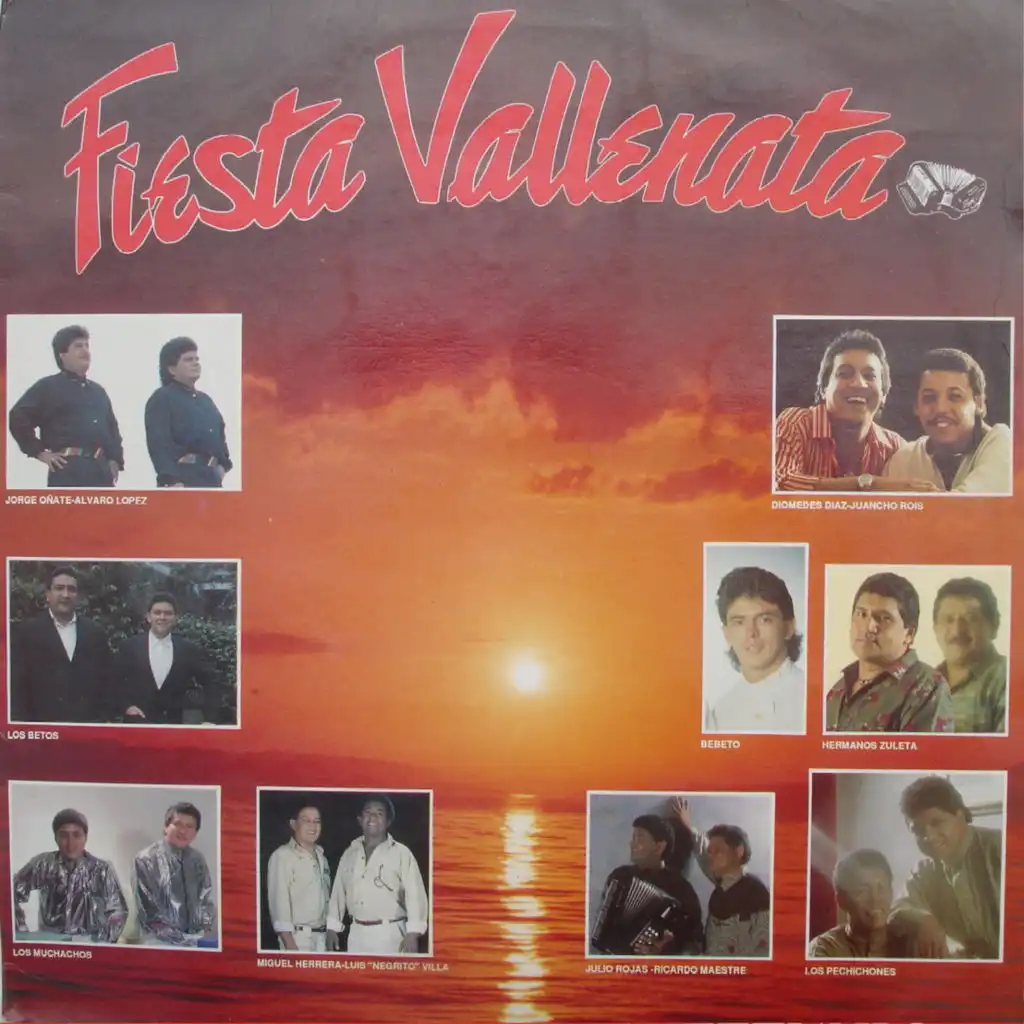 Fiesta Vallenata
JORGE OÑATE-ALVARO LOPEZ
DIOMEDES DIAZ-JUANCHO ROIS
LOS BETOS
BEBETO
HERMANOS ZULETA
LOS MUCHACHOS
MIGUEL HERRERA-LUIS "NEGRITO" VILLA
JULIO ROJAS-RICARDO MAESTRE
LOS PECHICHONES